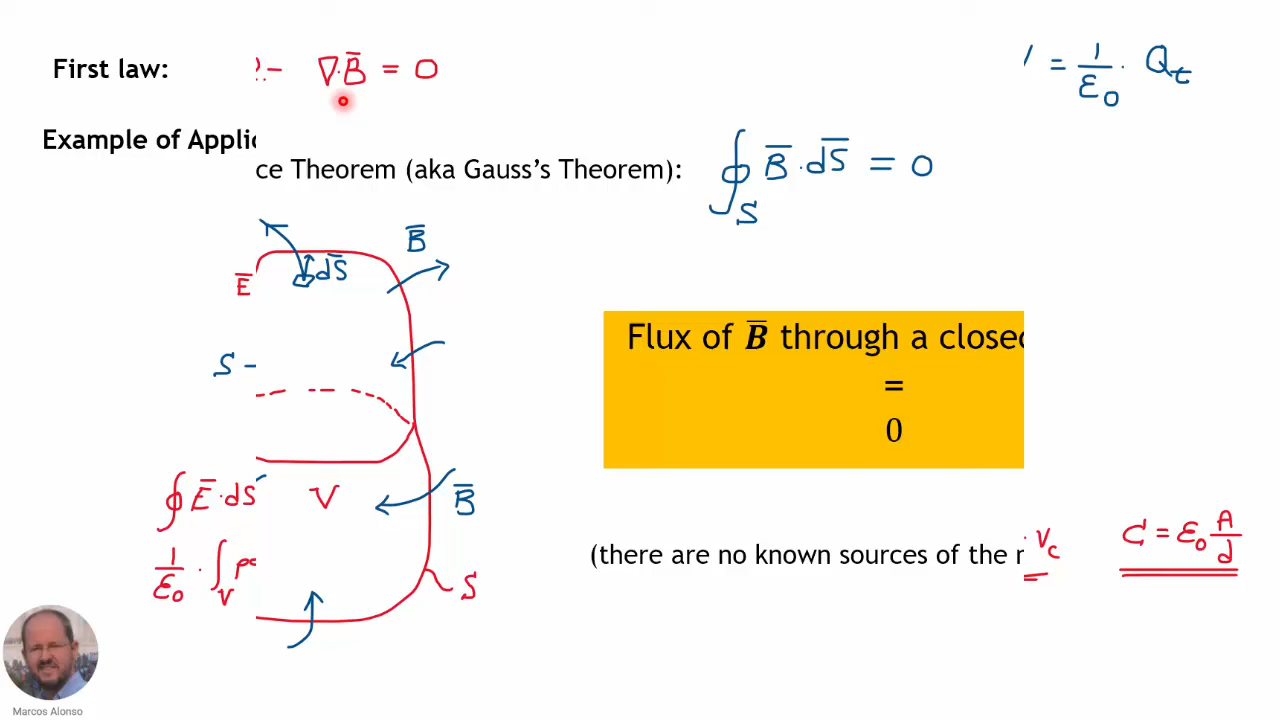 First law:
∇·B̄ = 0
= 1/ε₀ · Q_t
Example of Appli
ce Theorem (aka Gauss's Theorem):
∮_S B̄ · dS̄ = 0
B̄
dS̄
Ē
Flux of B̄ through a closed
=
0
S
∮ Ē · dS
V
B̄
1/ε₀ · ∫_V ρ
(there are no known sources of the
· V_c
C = ε₀ A/d
S
Marcos Alonso